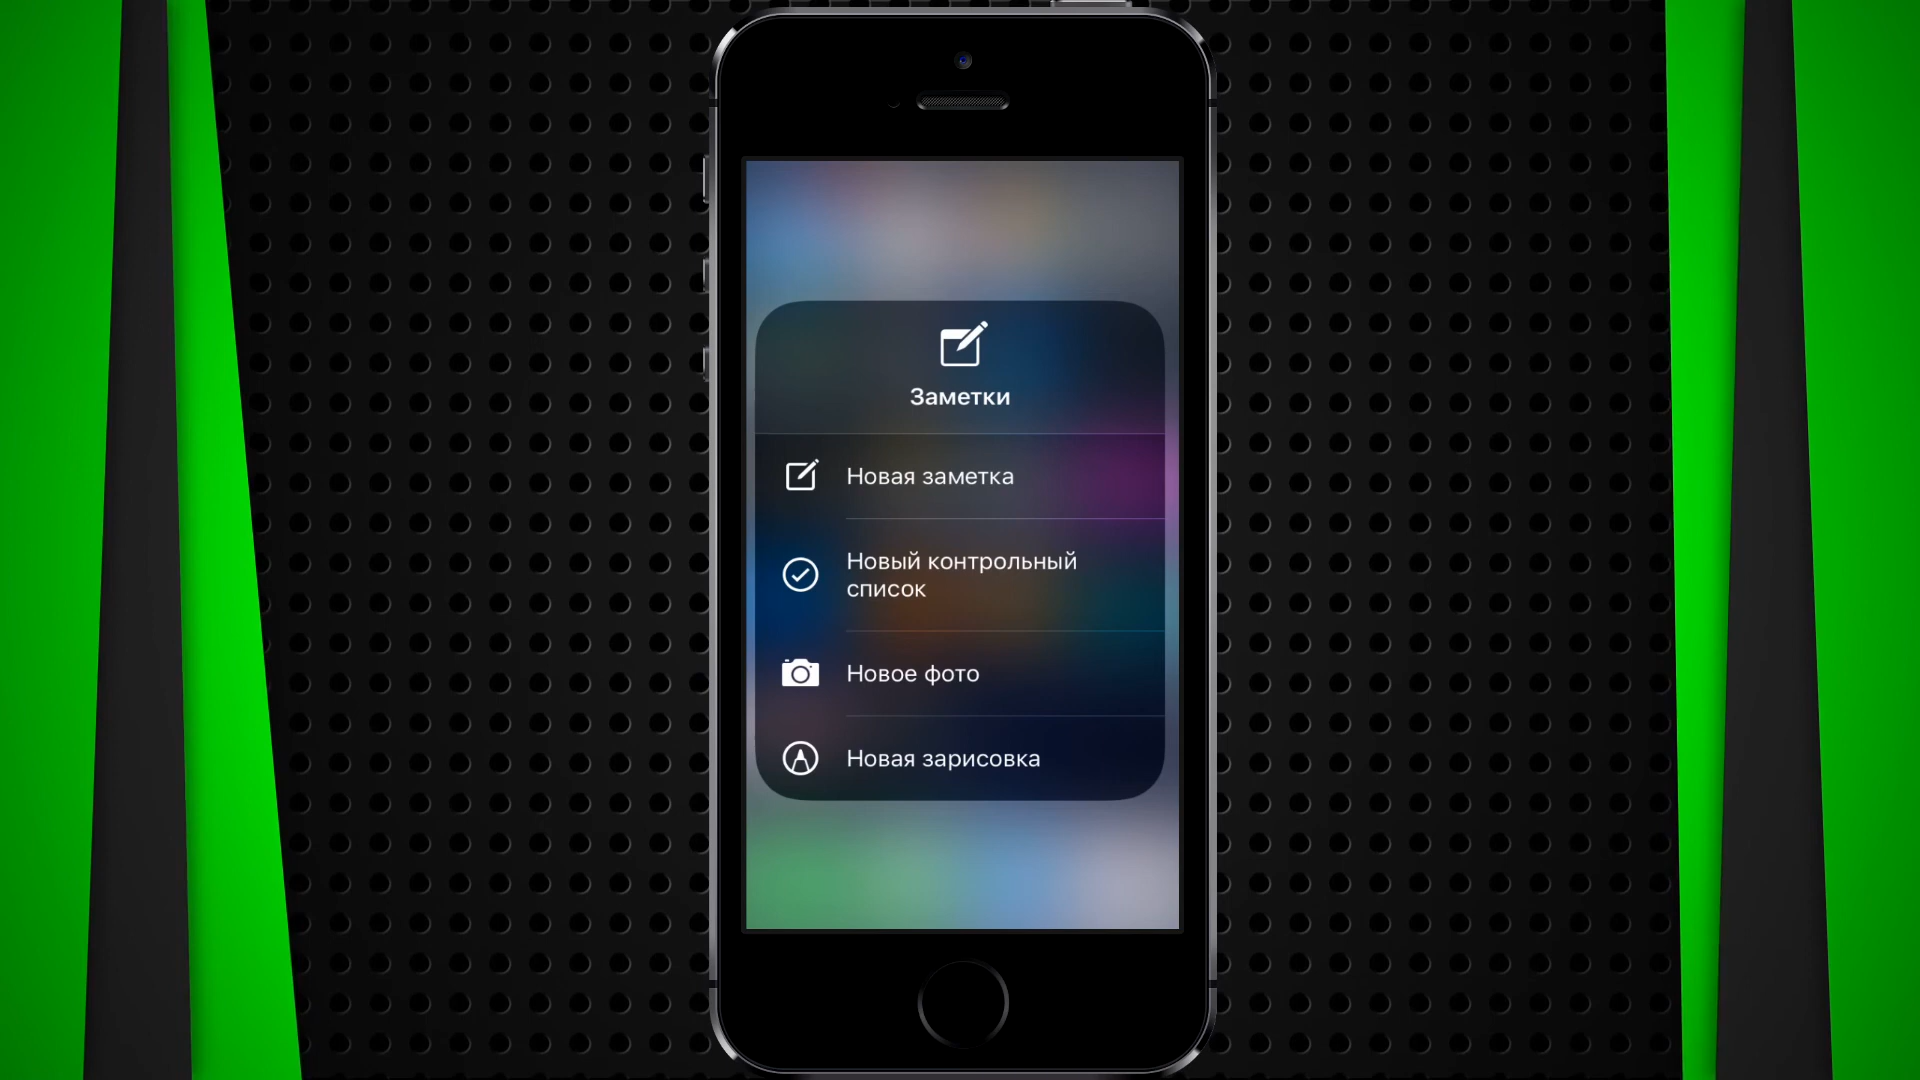 Заметки
Новая заметка
Новый контрольный
список
Новое фото
Новая зарисовка